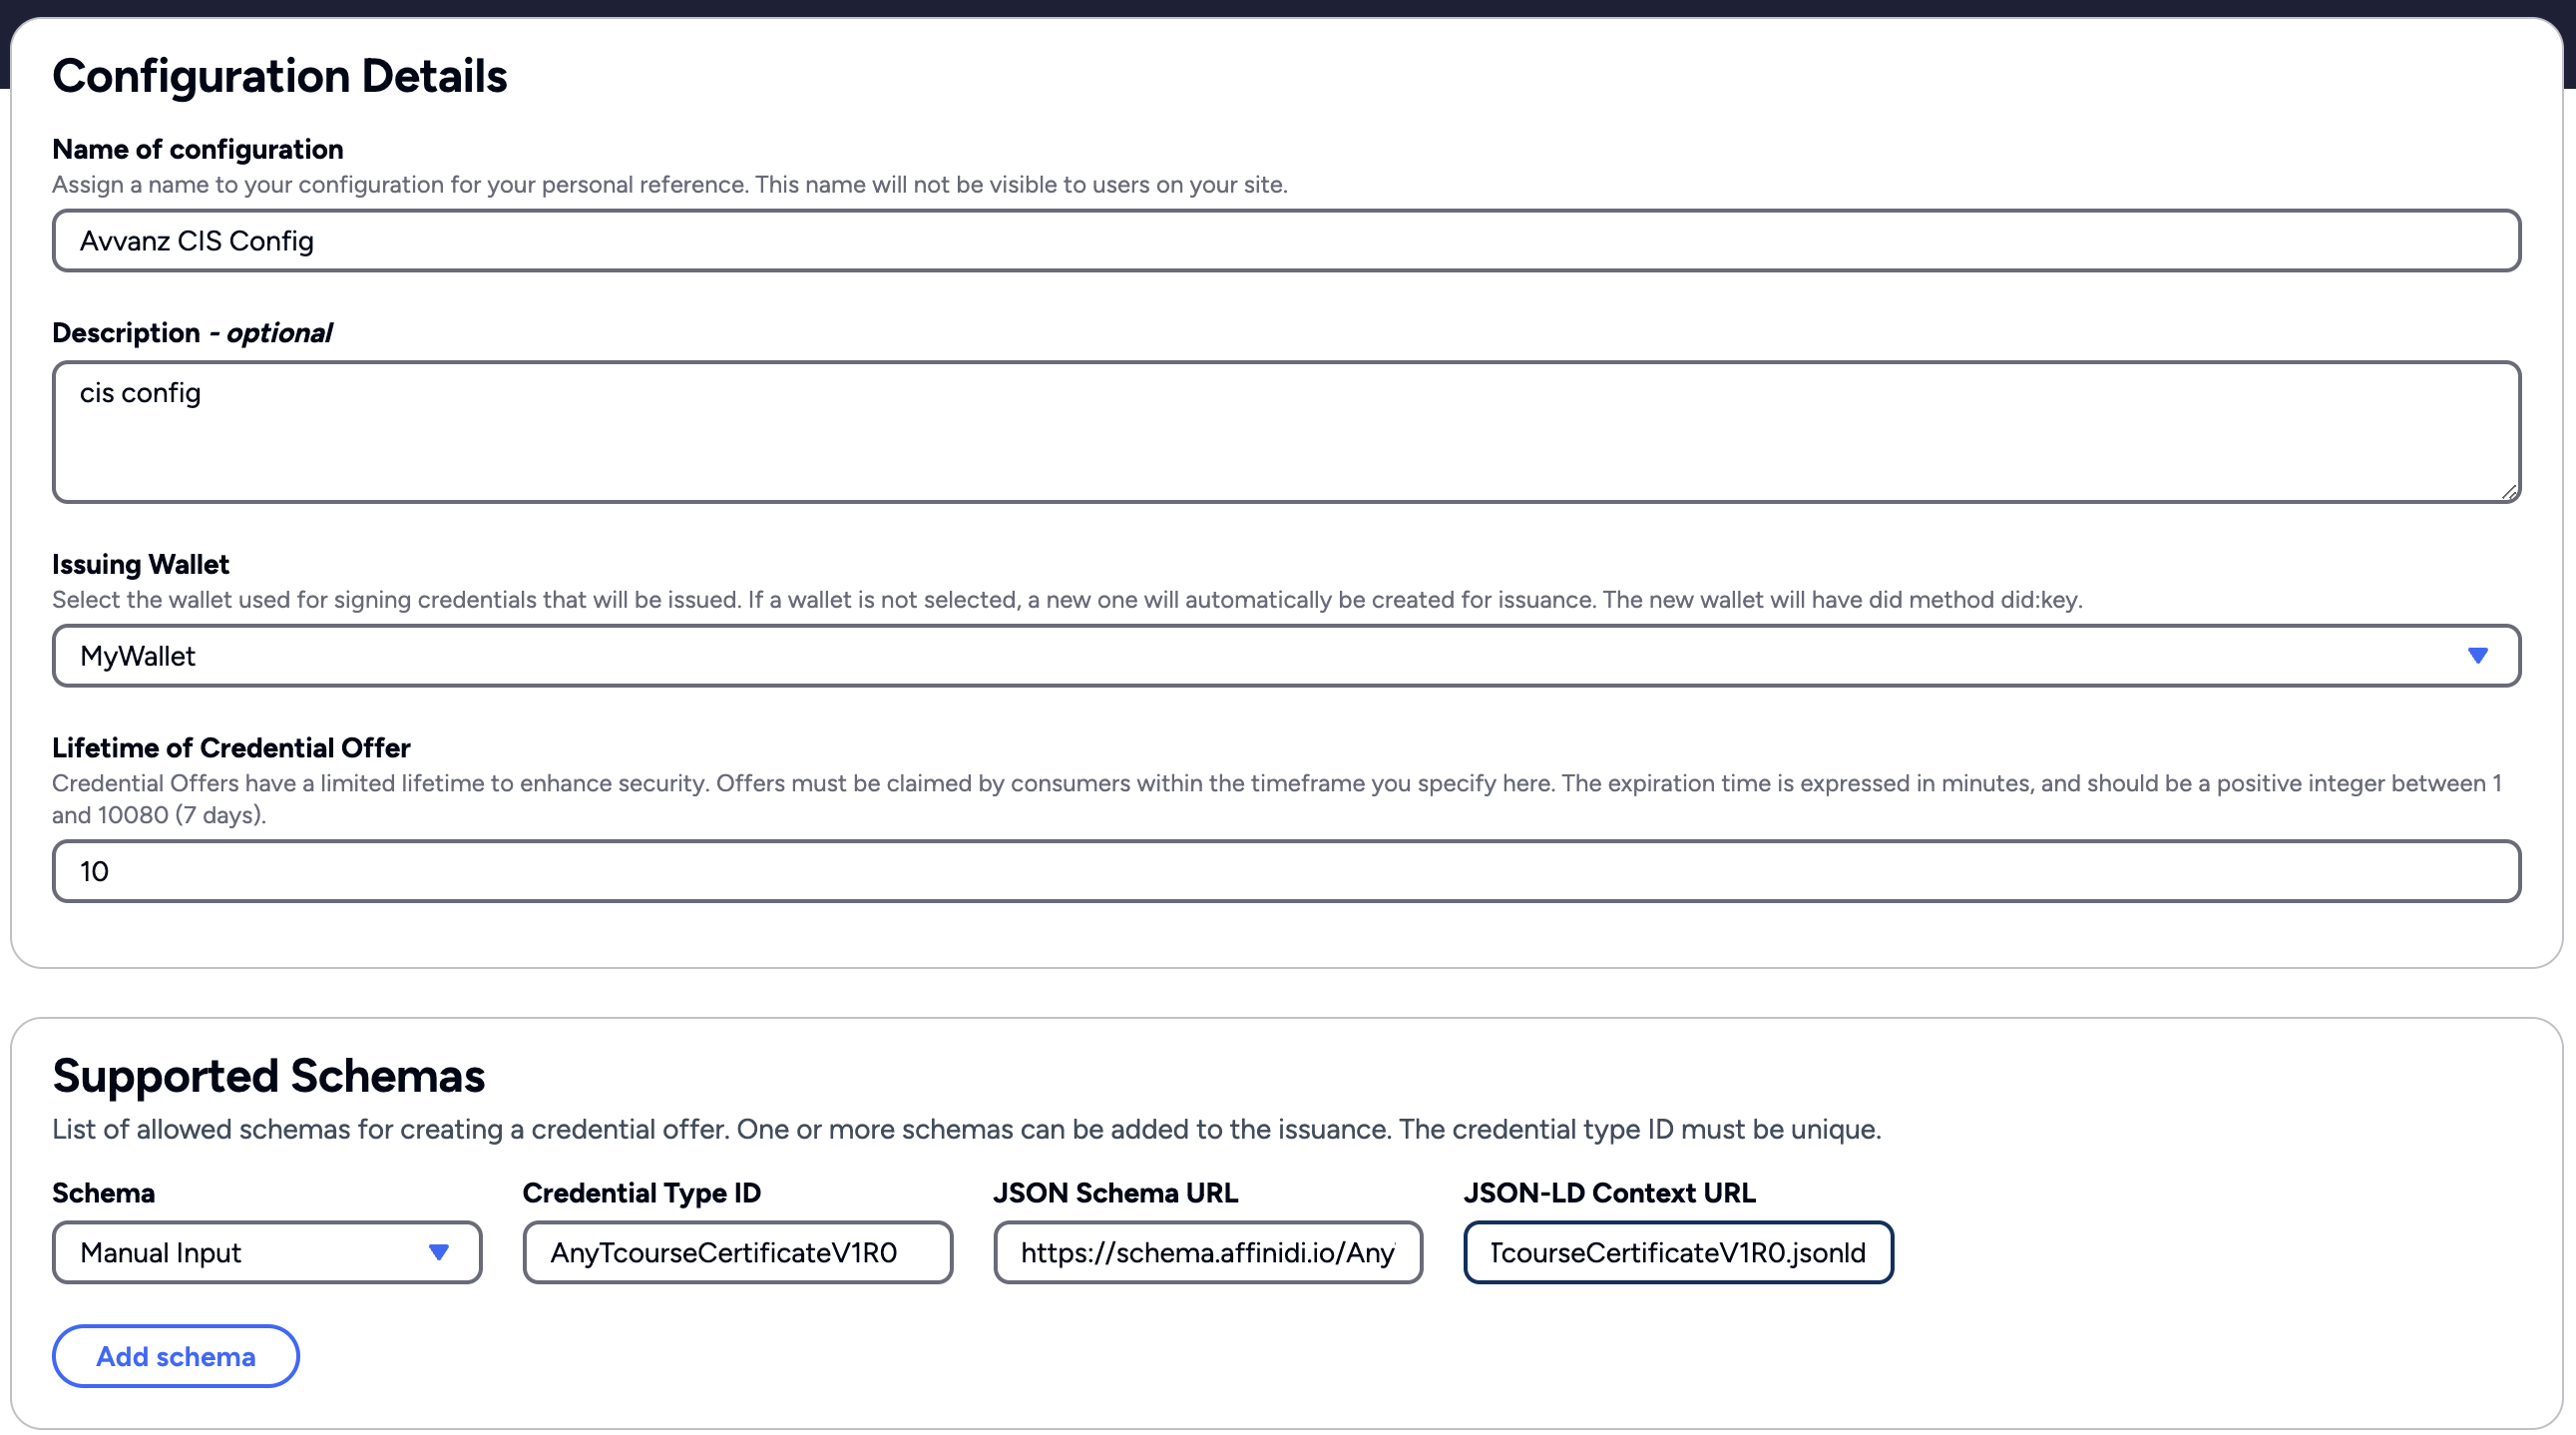 Configuration Details
Name of configuration
Assign a name to your configuration for your personal reference. This name will not be visible to users on your site.
Avvanz CIS Config
Description - optional
cis config
Issuing Wallet
Select the wallet used for signing credentials that will be issued. If a wallet is not selected, a new one will automatically be created for issuance. The new wallet will have did method did:key.
MyWallet
Lifetime of Credential Offer
Credential Offers have a limited lifetime to enhance security. Offers must be claimed by consumers within the timeframe you specify here. The expiration time is expressed in minutes, and should be a positive integer between 1
and 10080 (7 days).
10
Supported Schemas
List of allowed schemas for creating a credential offer. One or more schemas can be added to the issuance. The credential type ID must be unique.
Schema Credential Type ID JSON Schema URL JSON-LD Context URL
Manual Input AnyTcourseCertificateV1R0 https://schema.affinidi.io/Any TcourseCertificateV1R0.jsonld
Add schema